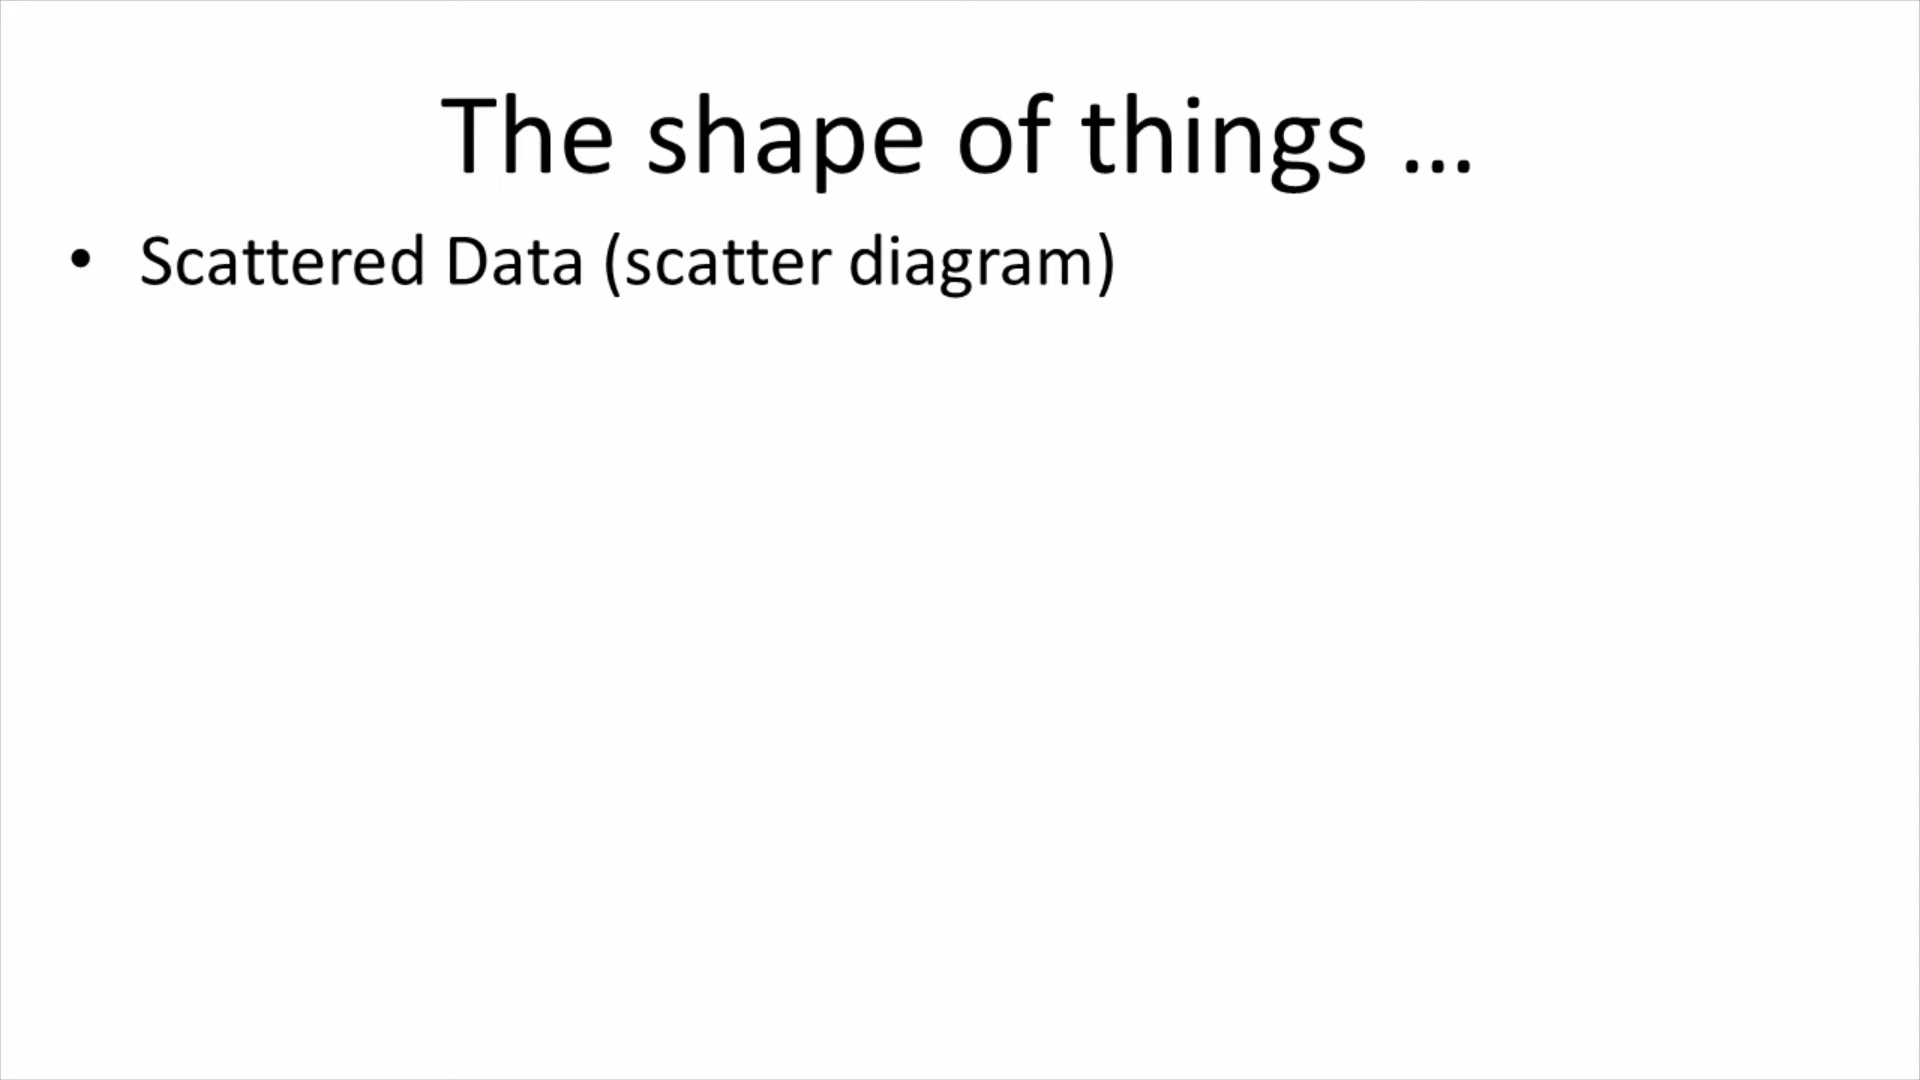 The shape of things ...
• Scattered Data (scatter diagram)